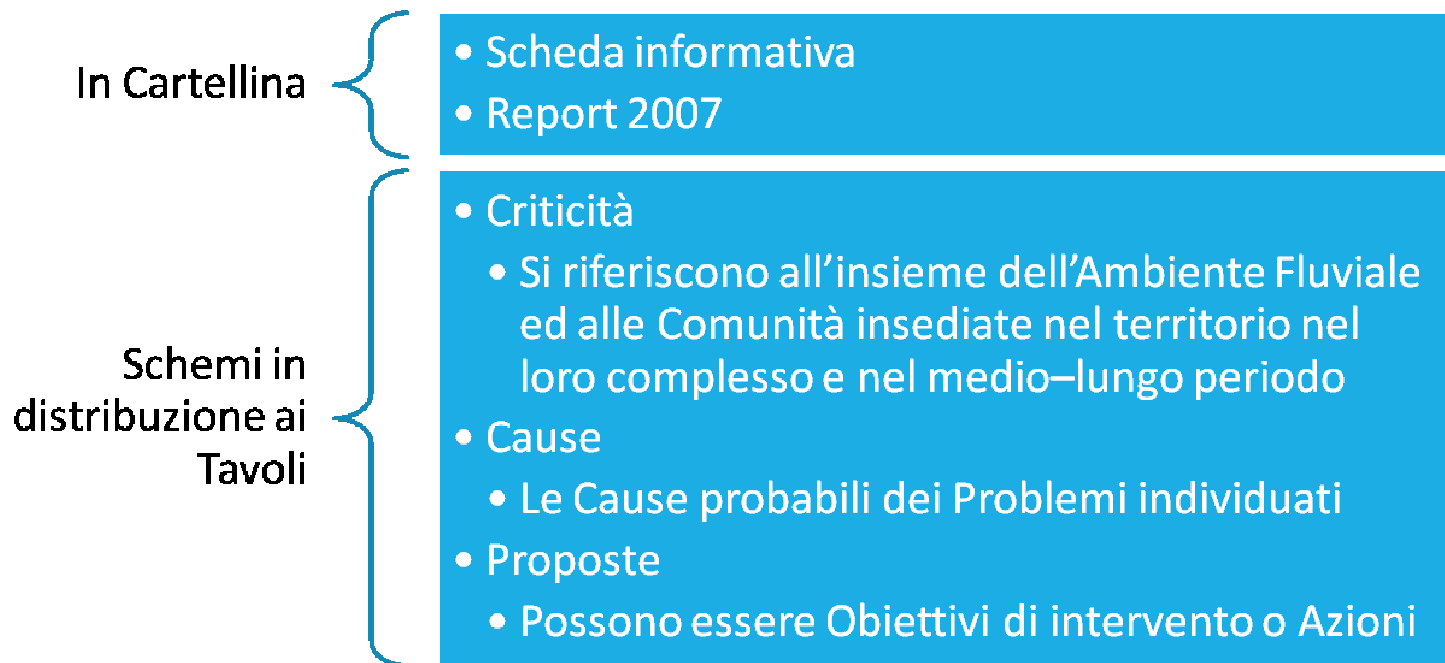 In Cartellina
• Scheda informativa
• Report 2007
Schemi in
distribuzione ai
Tavoli
• Criticità
• Si riferiscono all’insieme dell’Ambiente Fluviale
ed alle Comunità insediate nel territorio nel
loro complesso e nel medio–lungo periodo
• Cause
• Le Cause probabili dei Problemi individuati
• Proposte
• Possono essere Obiettivi di intervento o Azioni